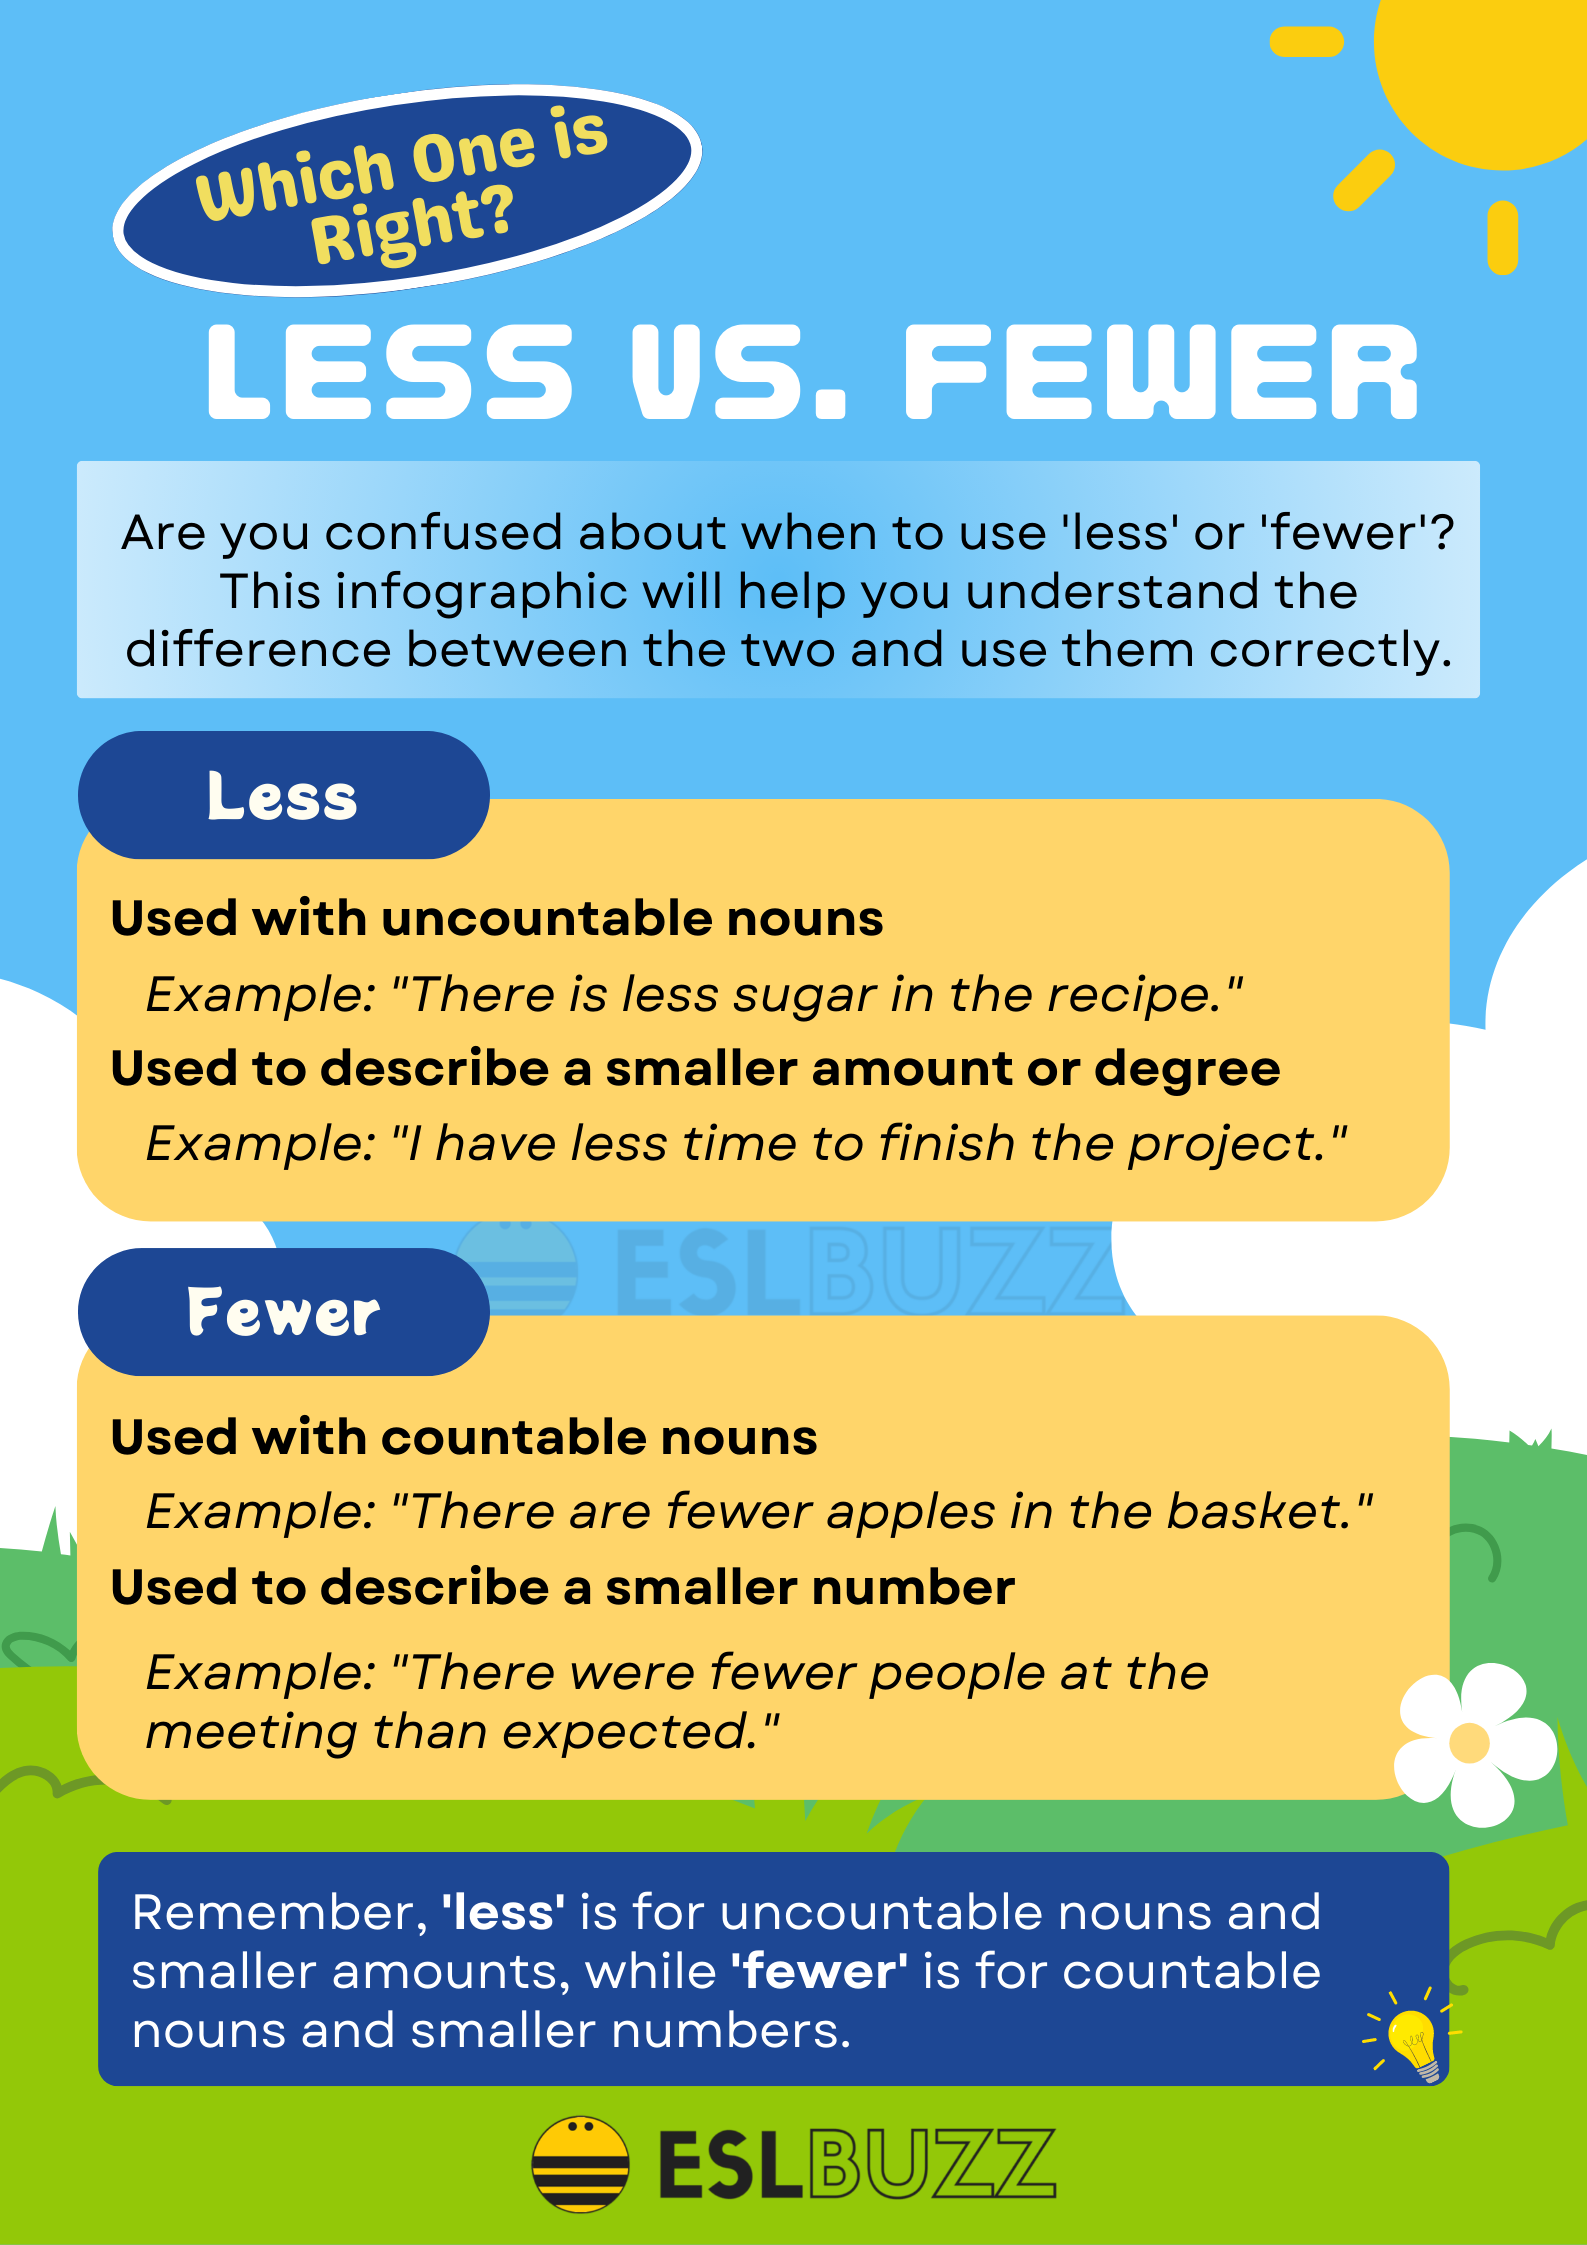 Which One is
Right?
LESS VS. FEWER
Are you confused about when to use 'less' or 'fewer'?
This infographic will help you understand the
difference between the two and use them correctly.
Less
Used with uncountable nouns
Example: "There is less sugar in the recipe."
Used to describe a smaller amount or degree
Example: "I have less time to finish the project."
ESLBUZZ
Fewer
Used with countable nouns
Example: "There are fewer apples in the basket."
Used to describe a smaller number
Example: "There were fewer people at the
meeting than expected."
Remember, 'less' is for uncountable nouns and
smaller amounts, while 'fewer' is for countable
nouns and smaller numbers.
ESLBUZZ